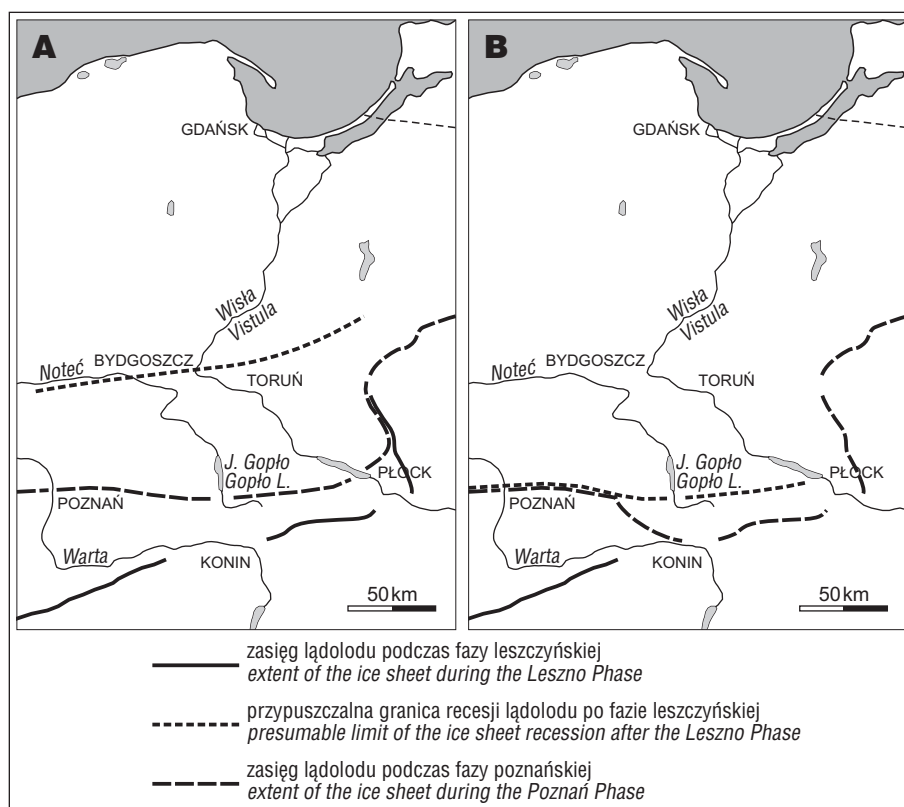 A
GDAŃSK
Wisła
Vistula
BYDGOSZCZ
Noteć
TORUŃ
J. Gopło
Gopło L.
PŁOCK
POZNAŃ
Warta
KONIN
50 km
B
GDAŃSK
Wisła
Vistula
BYDGOSZCZ
Noteć
TORUŃ
J. Gopło
Gopło L.
PŁOCK
POZNAŃ
Warta
KONIN
50 km
zasięg lądolodu podczas fazy leszczyńskiej
extent of the ice sheet during the Leszno Phase
przypuszczalna granica recesji lądolodu po fazie leszczyńskiej
presumable limit of the ice sheet recession after the Leszno Phase
zasięg lądolodu podczas fazy poznańskiej
extent of the ice sheet during the Poznań Phase